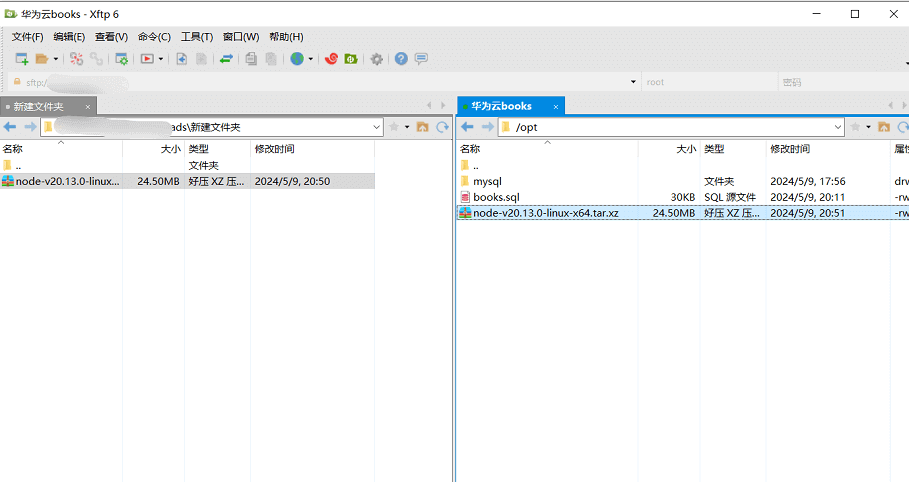 华为云books - Xftp 6
文件(F) 编辑(E) 查看(V) 命令(C) 工具(T) 窗口(W) 帮助(H)
sftp:/ root 密码
新建文件夹 ×
ads\新建文件夹
名称 大小 类型 修改时间
.. 文件夹
node-v20.13.0-linux... 24.50MB 好压 XZ 压... 2024/5/9, 20:50
华为云books ×
/opt
名称 大小 类型 修改时间 属性
..
mysql 文件夹 2024/5/9, 17:56 drw
books.sql 30KB SQL 源文件 2024/5/9, 20:11 -rw
node-v20.13.0-linux-x64.tar.xz 24.50MB 好压 XZ 压... 2024/5/9, 20:51 -rw